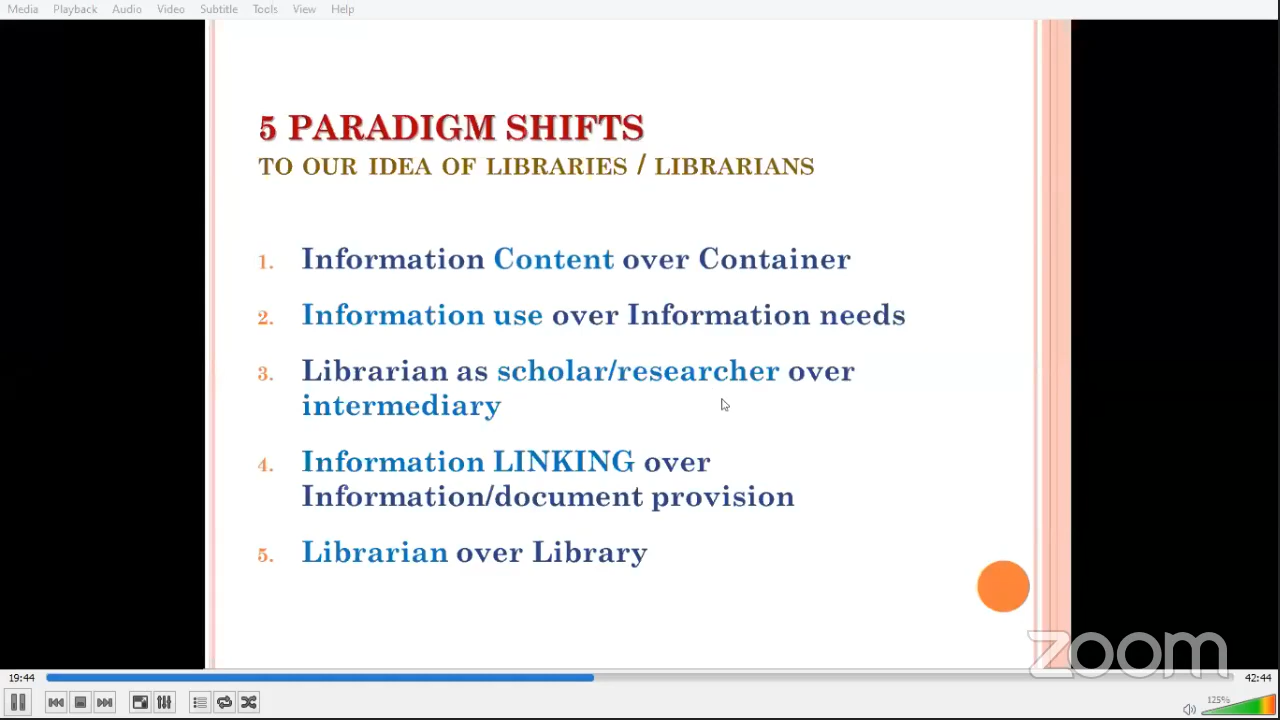 Media Playback Audio Video Subtitle Tools View Help
5 PARADIGM SHIFTS
TO OUR IDEA OF LIBRARIES / LIBRARIANS
1. Information Content over Container
2. Information use over Information needs
3. Librarian as scholar/researcher over
intermediary
4. Information LINKING over
Information/document provision
5. Librarian over Library
zoom
19:44 42:44
125%